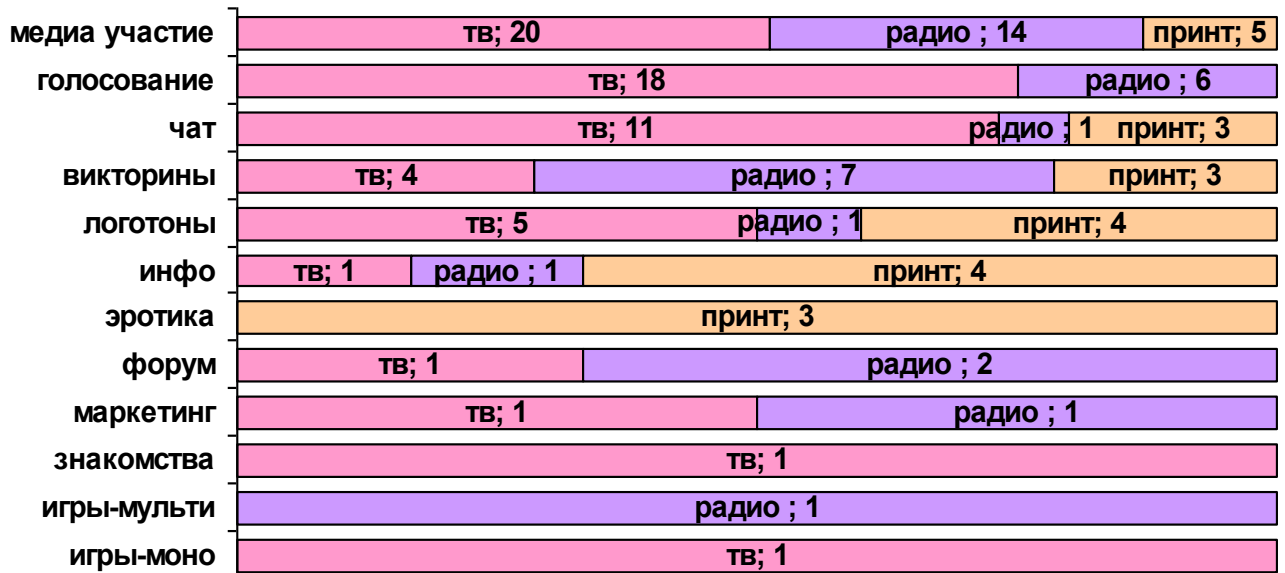 медиа участие тв; 20 радио ; 14 принт; 5
голосование тв; 18 радио ; 6
чат тв; 11 радио ; 1 принт; 3
викторины тв; 4 радио ; 7 принт; 3
логотоны тв; 5 радио ; 1 принт; 4
инфо тв; 1 радио ; 1 принт; 4
эротика принт; 3
форум тв; 1 радио ; 2
маркетинг тв; 1 радио ; 1
знакомства тв; 1
игры-мульти радио ; 1
игры-моно тв; 1